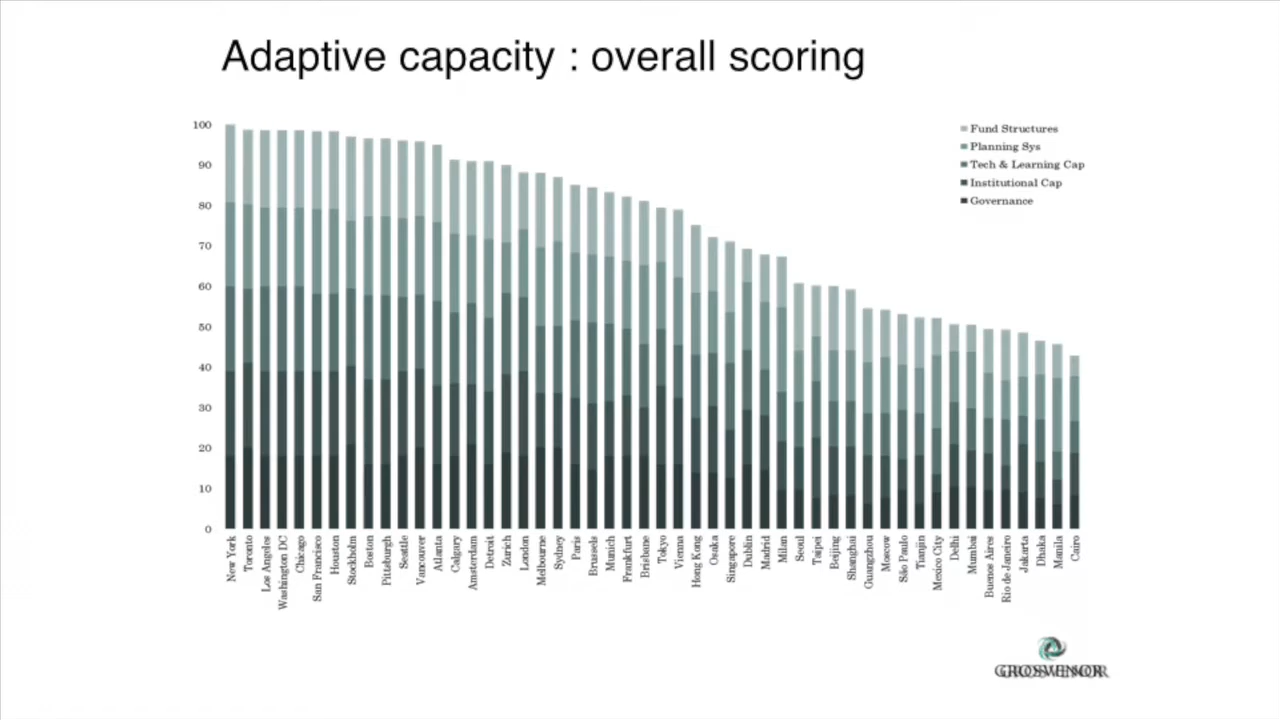 Adaptive capacity : overall scoring
100
90
80
70
60
50
40
30
20
10
0
Fund Structures
Planning Sys
Tech & Learning Cap
Institutional Cap
Governance
New York
Toronto
Los Angeles
Washington DC
Chicago
San Francisco
Houston
Stockholm
Boston
Pittsburgh
Seattle
Vancouver
Atlanta
Calgary
Amsterdam
Detroit
Zurich
London
Melbourne
Sydney
Paris
Brussels
Munich
Frankfurt
Brisbane
Tokyo
Vienna
Hong Kong
Osaka
Singapore
Dublin
Madrid
Milan
Seoul
Taipei
Beijing
Shanghai
Guangzhou
Moscow
São Paulo
Tianjin
Mexico City
Delhi
Mumbai
Buenos Aires
Rio de Janeiro
Jakarta
Dhaka
Manila
Cairo
GROSVENOR